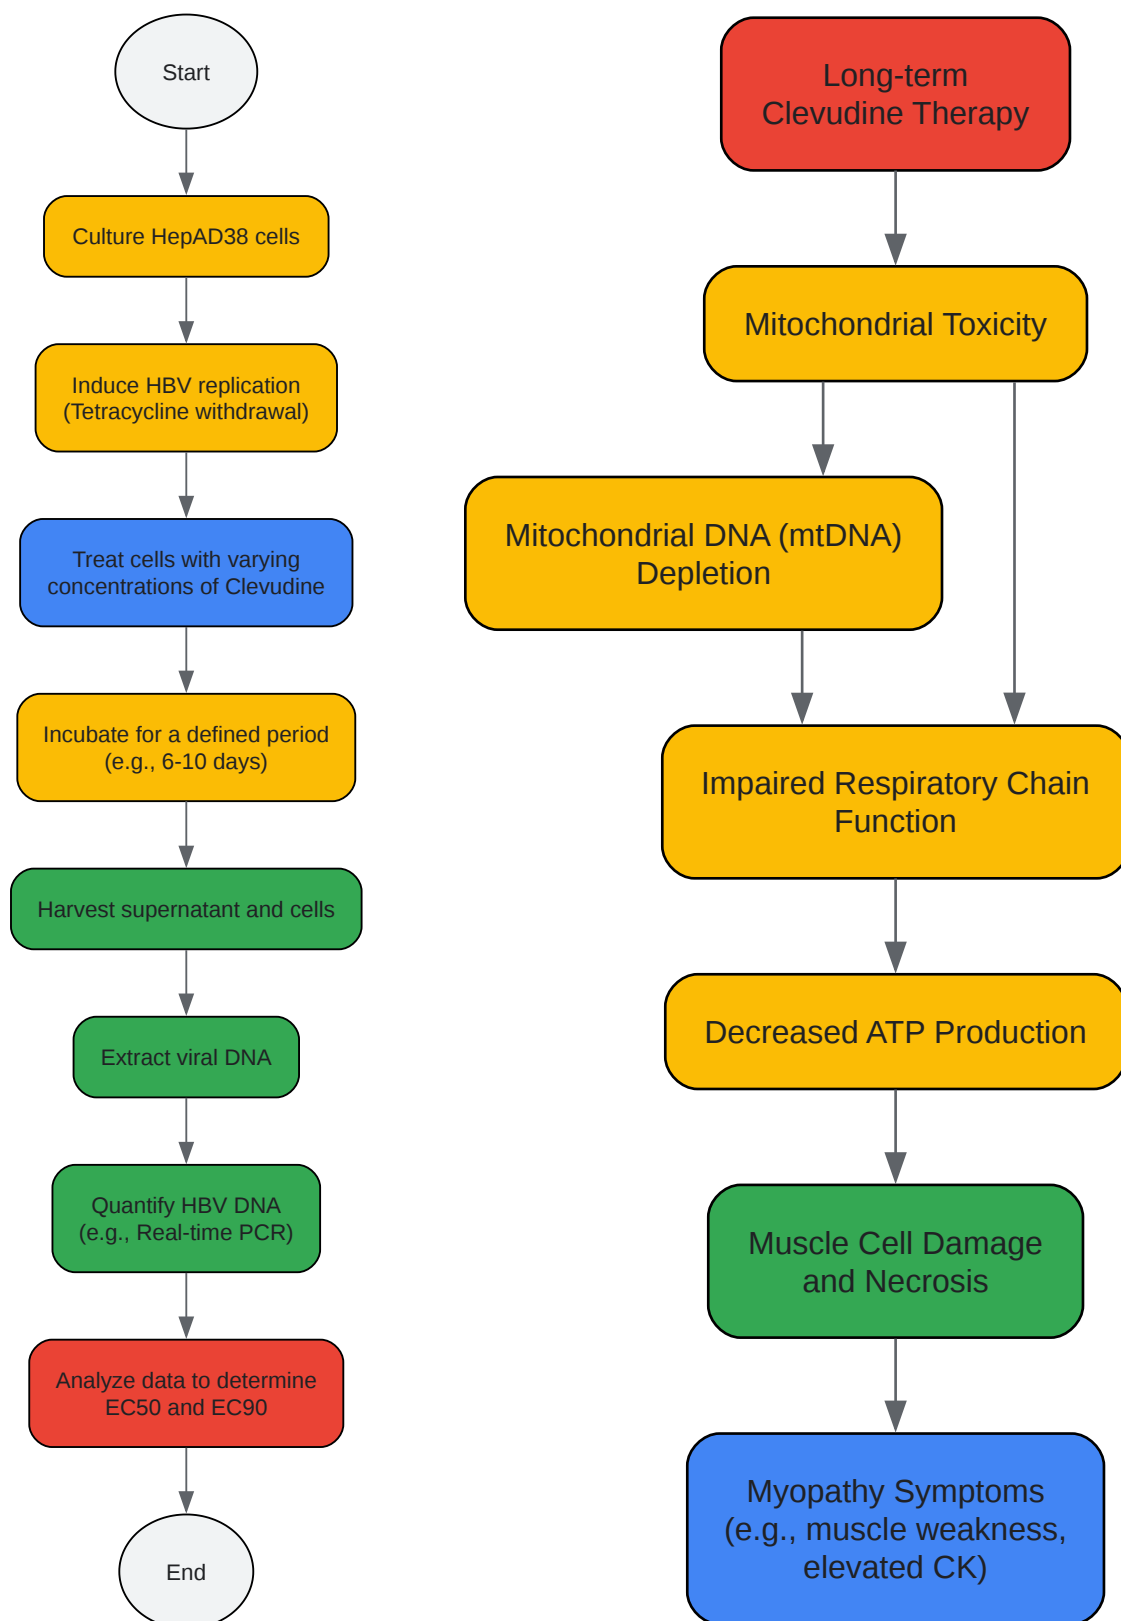 Start
Culture HepAD38 cells
Induce HBV replication
(Tetracycline withdrawal)
Treat cells with varying
concentrations of Clevudine
Incubate for a defined period
(e.g., 6-10 days)
Harvest supernatant and cells
Extract viral DNA
Quantify HBV DNA
(e.g., Real-time PCR)
Analyze data to determine
EC50 and EC90
End
Long-term
Clevudine Therapy
Mitochondrial Toxicity
Mitochondrial DNA (mtDNA)
Depletion
Impaired Respiratory Chain
Function
Decreased ATP Production
Muscle Cell Damage
and Necrosis
Myopathy Symptoms
(e.g., muscle weakness,
elevated CK)